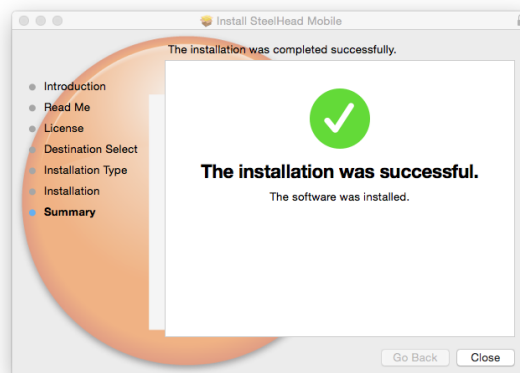 Install SteelHead Mobile
The installation was completed successfully.
Introduction
Read Me
License
Destination Select
Installation Type
Installation
Summary
The installation was successful.
The software was installed.
Go Back
Close